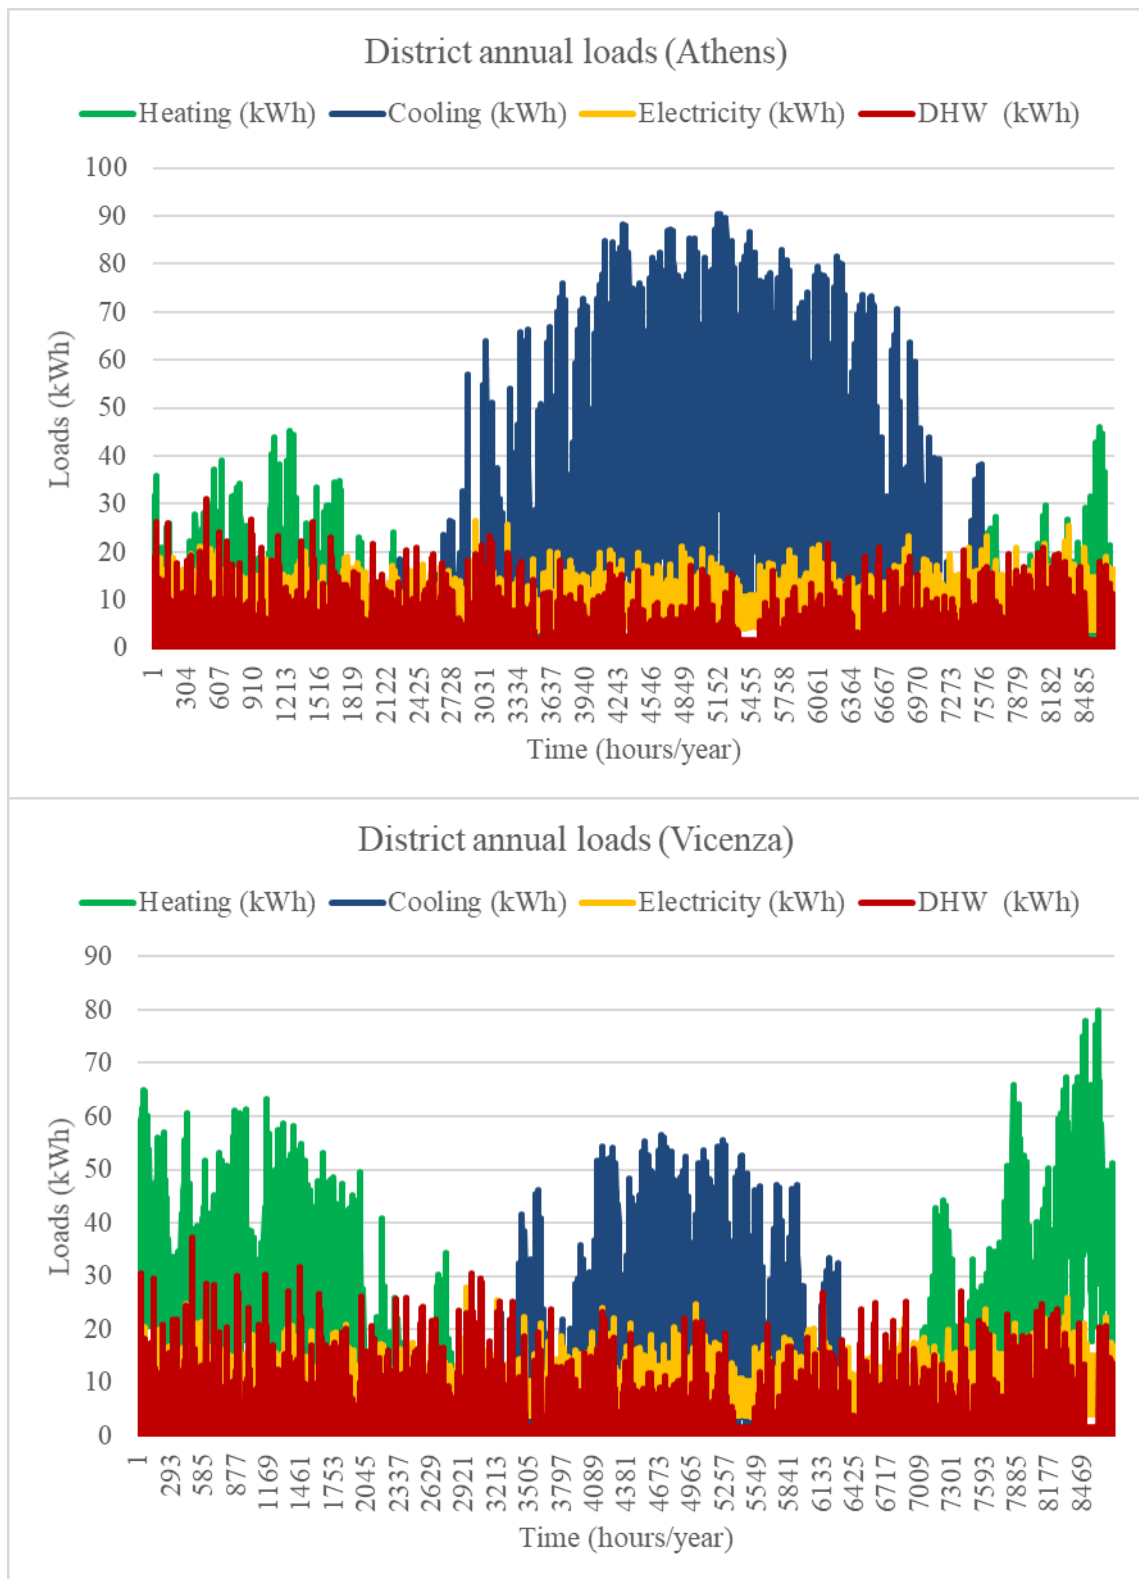 District annual loads (Athens)
Heating (kWh) Cooling (kWh) Electricity (kWh) DHW (kWh)
100
90
80
70
60
50
40
30
20
10
0
Loads (kWh)
1 304 607 910 1213 1516 1819 2122 2425 2728 3031 3334 3637 3940 4243 4546 4849 5152 5455 5758 6061 6364 6667 6970 7273 7576 7879 8182 8485
Time (hours/year)
District annual loads (Vicenza)
Heating (kWh) Cooling (kWh) Electricity (kWh) DHW (kWh)
90
80
70
60
50
40
30
20
10
0
Loads (kWh)
1 293 585 877 1169 1461 1753 2045 2337 2629 2921 3213 3505 3797 4089 4381 4673 4965 5257 5549 5841 6133 6425 6717 7009 7301 7593 7885 8177 8469
Time (hours/year)